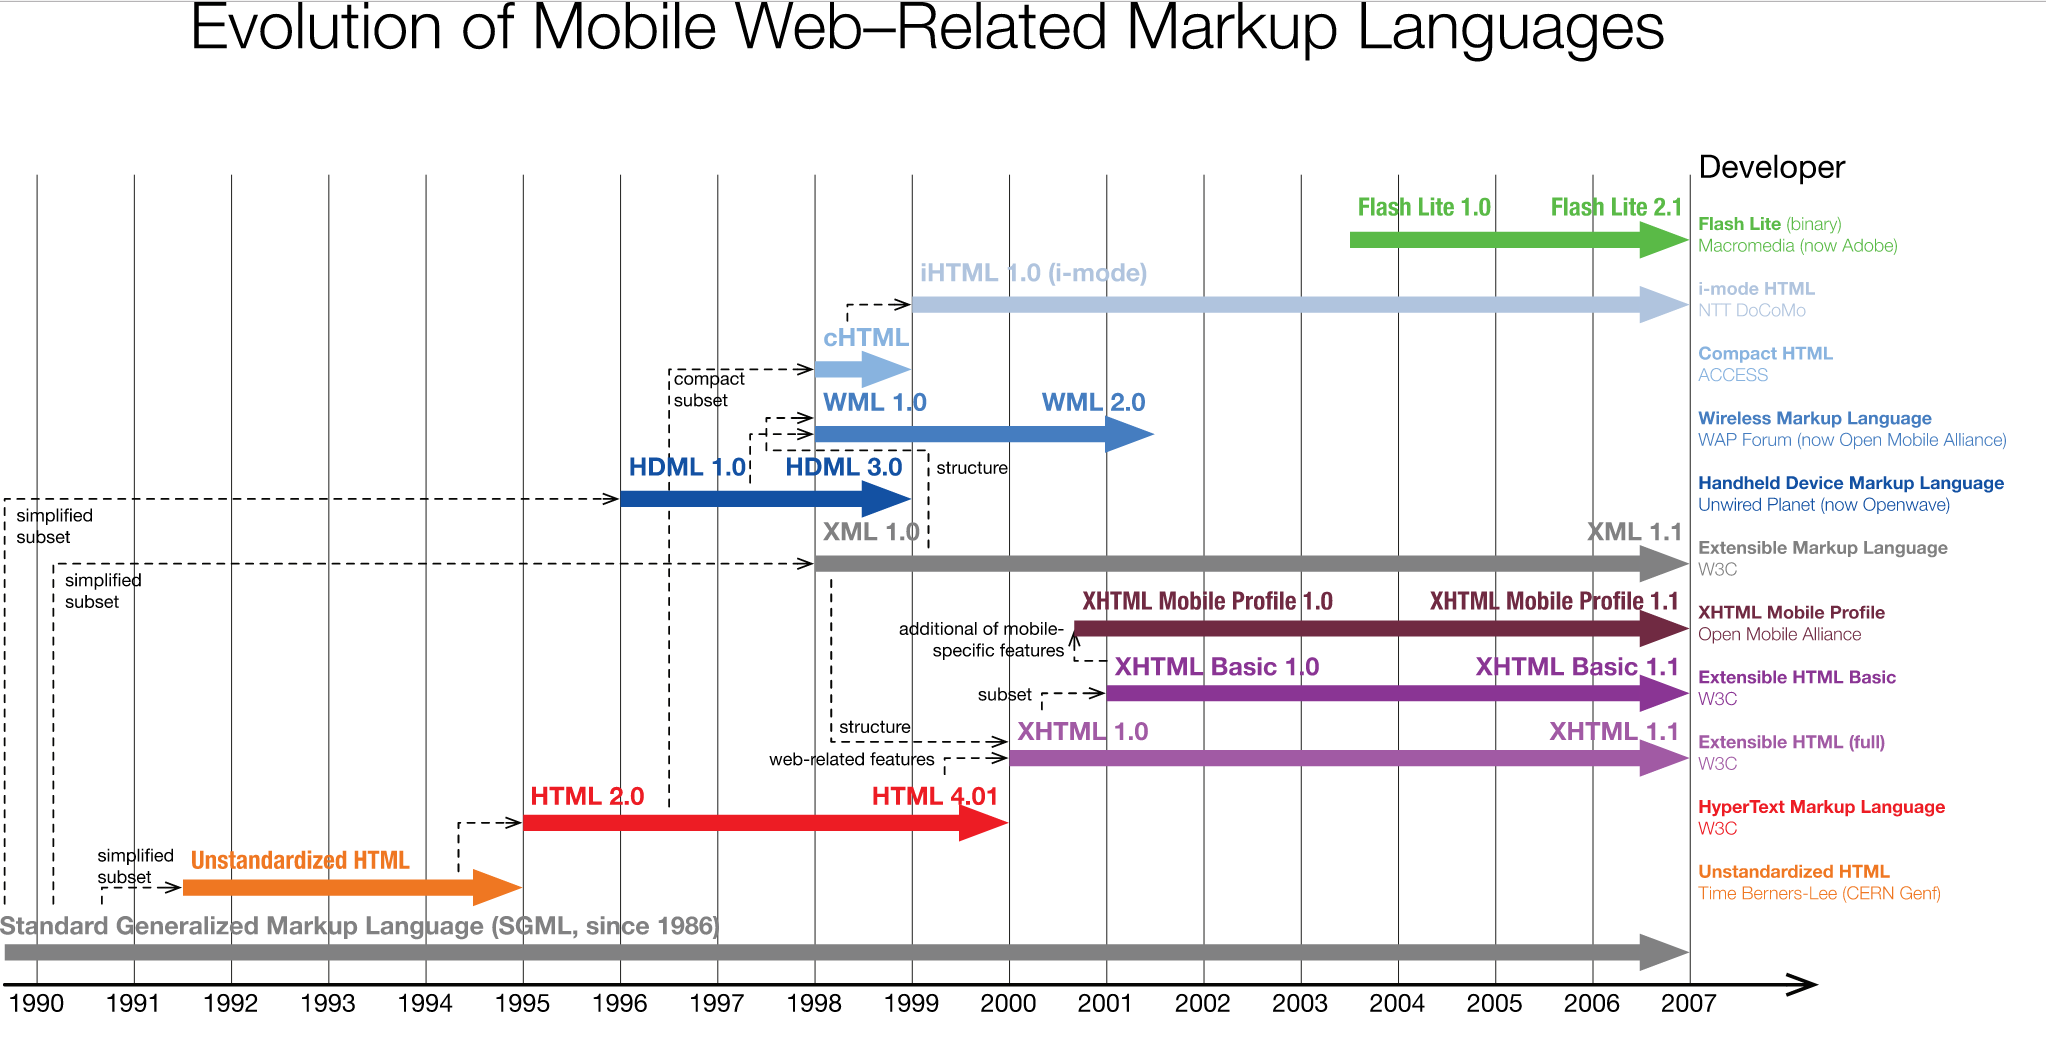 Evolution of Mobile Web–Related Markup Languages
Developer
Flash Lite 1.0
Flash Lite 2.1
Flash Lite (binary)
Macromedia (now Adobe)
iHTML 1.0 (i-mode)
i-mode HTML
NTT DoCoMo
cHTML
Compact HTML
ACCESS
compact
subset
WML 1.0
WML 2.0
Wireless Markup Language
WAP Forum (now Open Mobile Alliance)
HDML 1.0
HDML 3.0
structure
Handheld Device Markup Language
Unwired Planet (now Openwave)
simplified
subset
XML 1.0
XML 1.1
Extensible Markup Language
W3C
simplified
subset
XHTML Mobile Profile 1.0
XHTML Mobile Profile 1.1
XHTML Mobile Profile
Open Mobile Alliance
additional of mobile-
specific features
XHTML Basic 1.0
XHTML Basic 1.1
Extensible HTML Basic
W3C
subset
structure
XHTML 1.0
XHTML 1.1
Extensible HTML (full)
W3C
web-related features
HTML 2.0
HTML 4.01
HyperText Markup Language
W3C
simplified
subset
Unstandardized HTML
Unstandardized HTML
Time Berners-Lee (CERN Genf)
Standard Generalized Markup Language (SGML, since 1986)
1990 1991 1992 1993 1994 1995 1996 1997 1998 1999 2000 2001 2002 2003 2004 2005 2006 2007